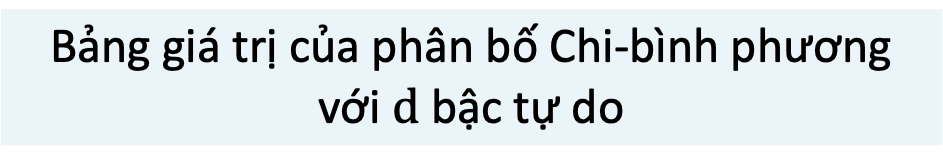 Bảng giá trị của phân bố Chi-bình phương
với d bậc tự do